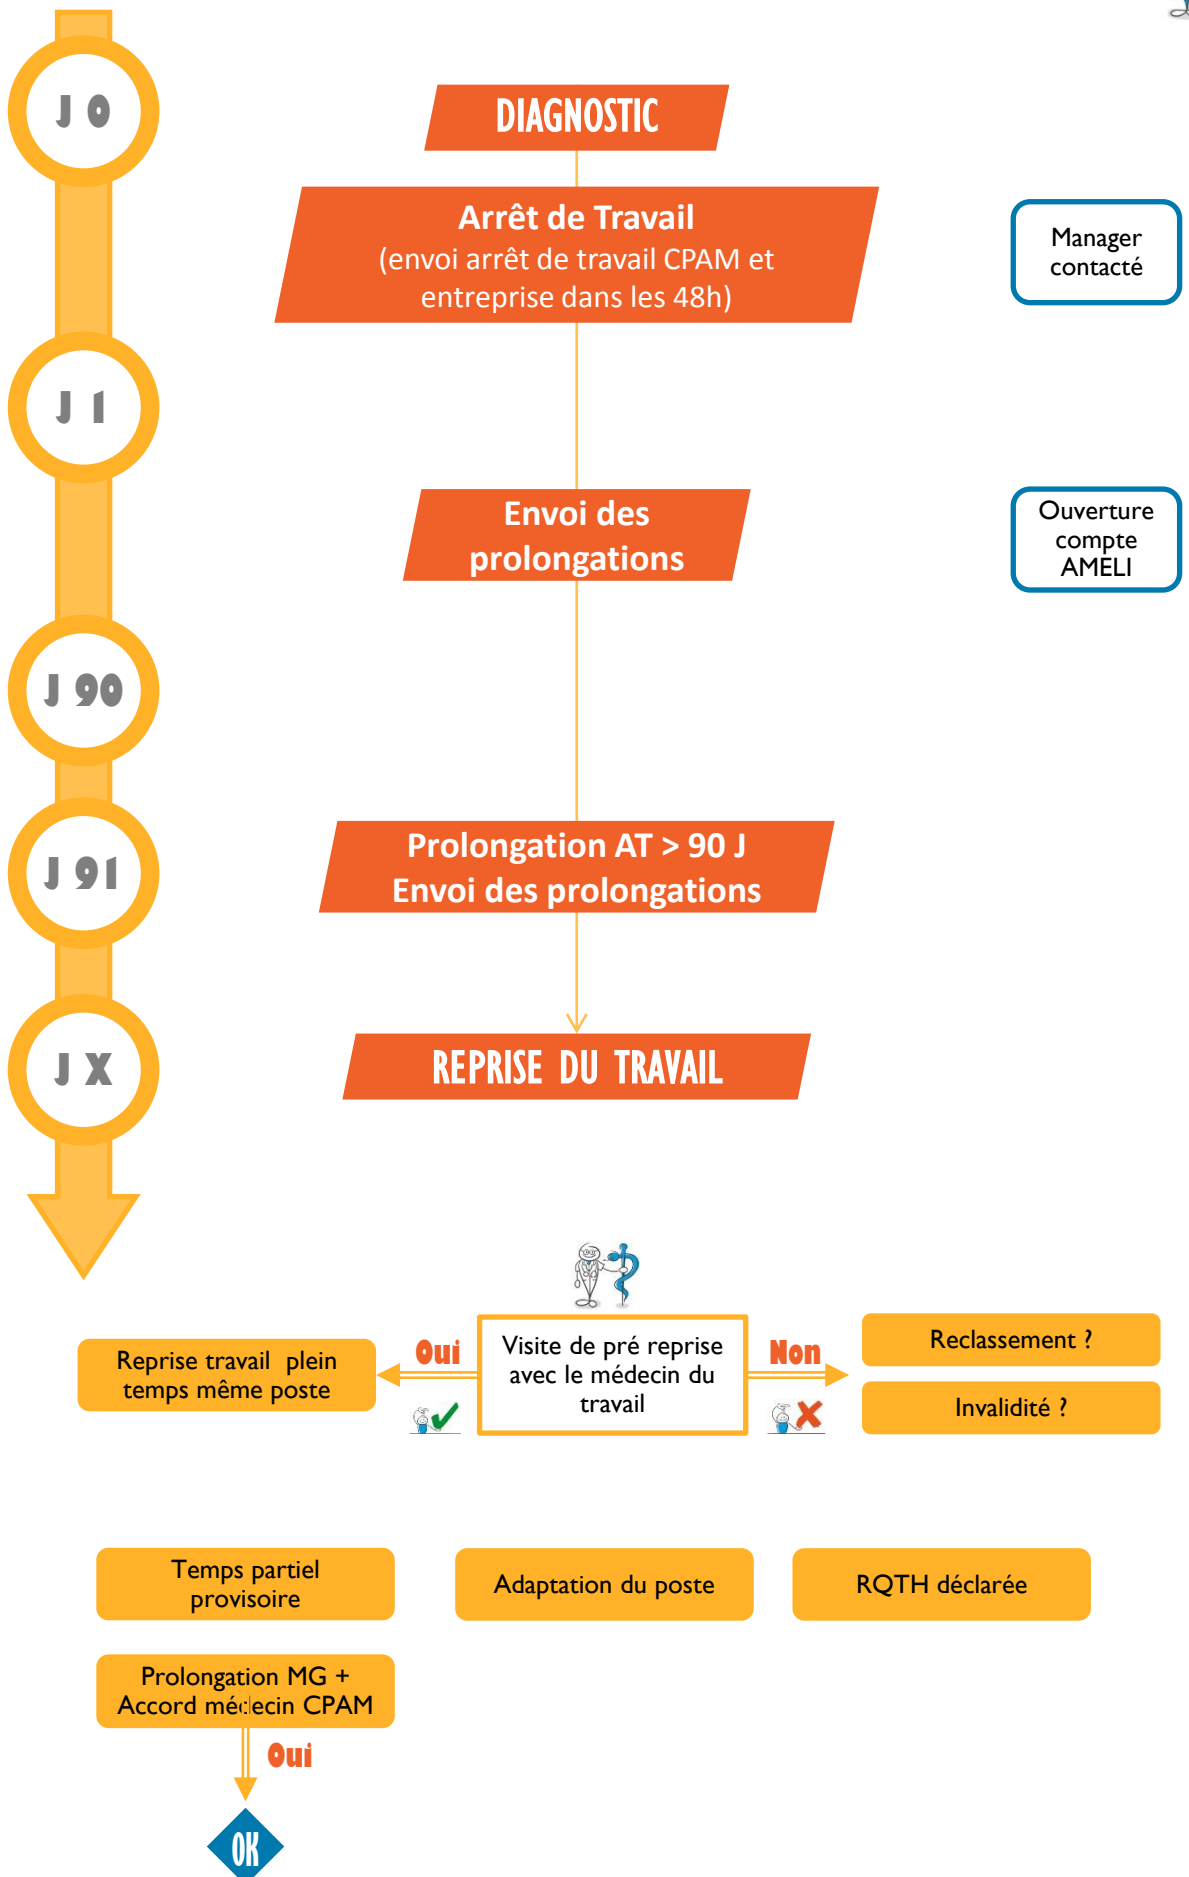 J 0
DIAGNOSTIC
Arrêt de Travail
(envoi arrêt de travail CPAM et
entreprise dans les 48h)
Manager
contacté
J 1
Envoi des
prolongations
Ouverture
compte
AMELI
J 90
J 91
Prolongation AT > 90 J
Envoi des prolongations
J X
REPRISE DU TRAVAIL
Reprise travail plein
temps même poste
Oui
Visite de pré reprise
avec le médecin du
travail
Non
Reclassement ?
Invalidité ?
Temps partiel
provisoire
Adaptation du poste
RQTH déclarée
Prolongation MG +
Accord médecin CPAM
Oui
OK